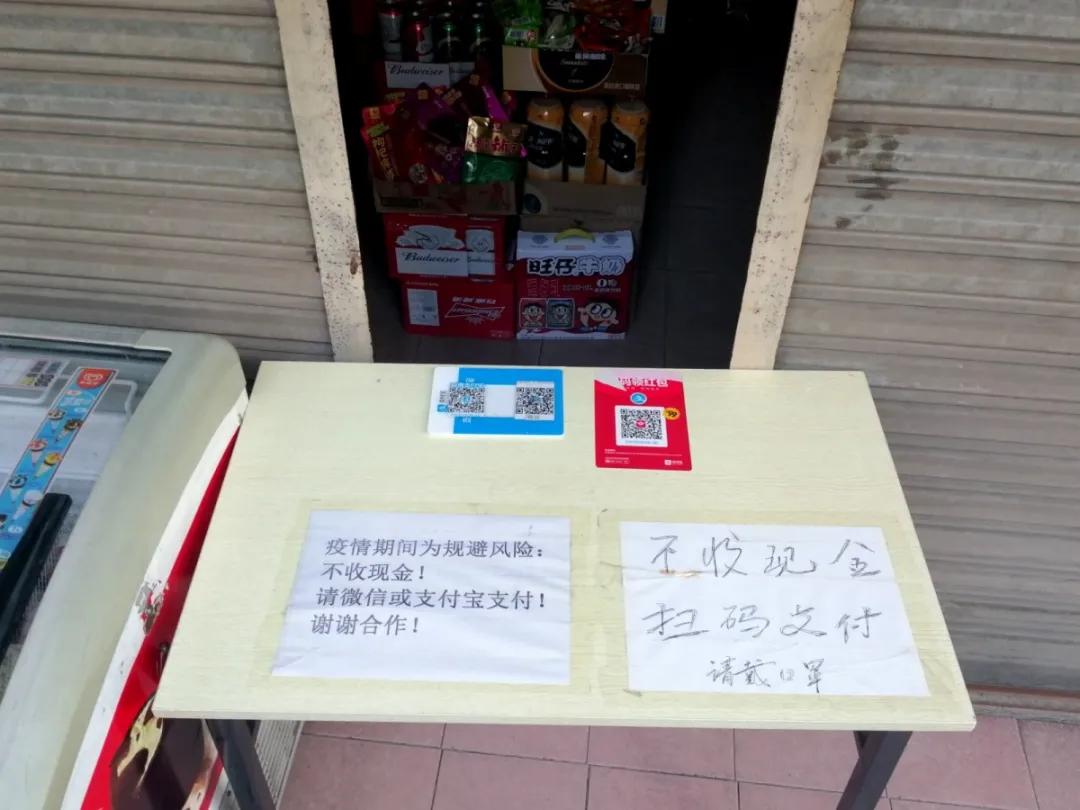 Budweiser
Budweiser
旺仔牛奶
疫情期间为规避风险：
不收现金！
请微信或支付宝支付！
谢谢合作！
不收现金
扫码支付
请戴口罩